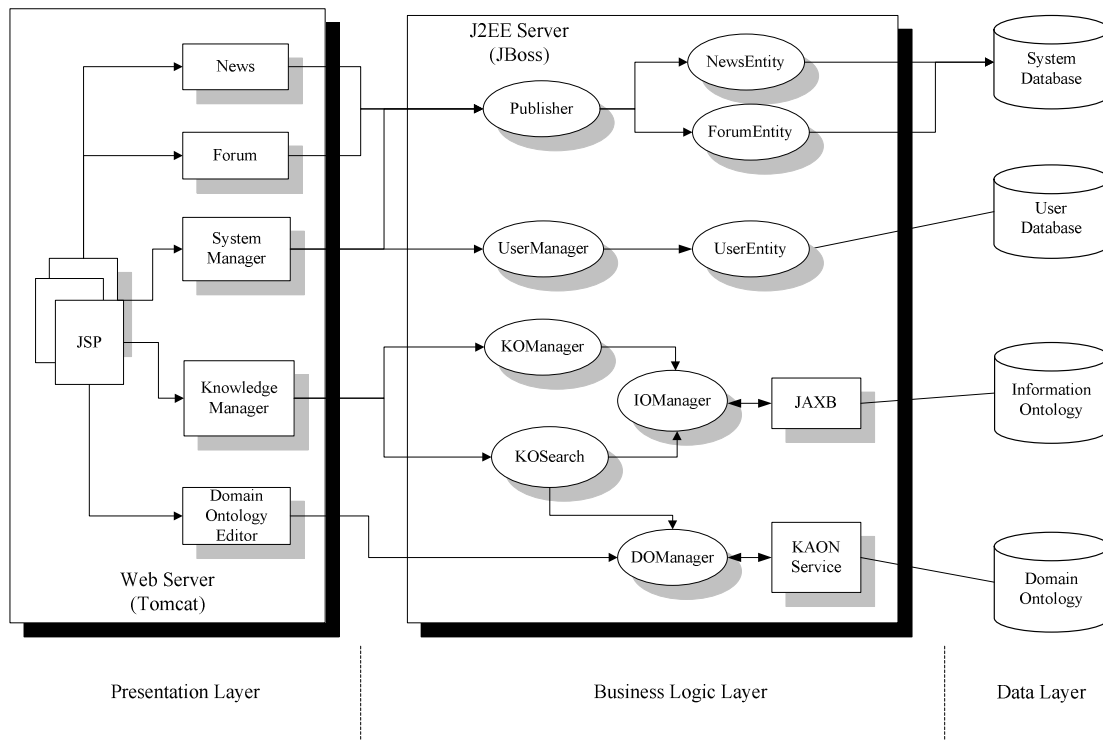 J2EE Server
(JBoss)
News
NewsEntity
System
Database
Publisher
Forum
ForumEntity
System
Manager
UserManager
UserEntity
User
Database
JSP
KOManager
Knowledge
Manager
IOManager
JAXB
Information
Ontology
KOSearch
Domain
Ontology
Editor
DOManager
KAON
Service
Domain
Ontology
Web Server
(Tomcat)
Presentation Layer
Business Logic Layer
Data Layer